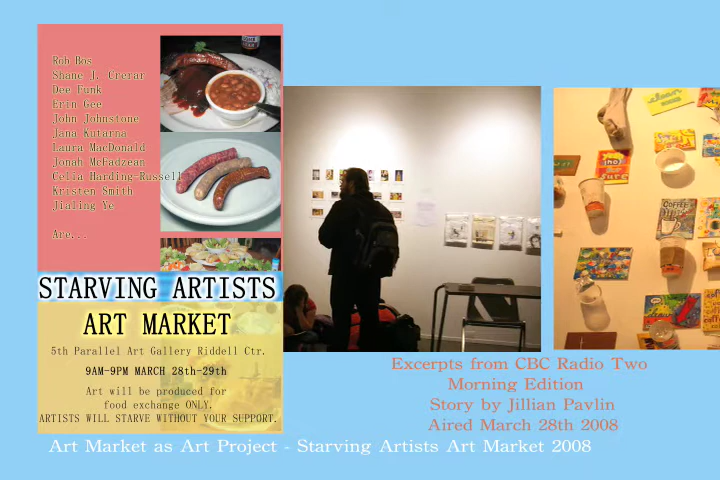 Rob Bos
Shane J. Crerar
Dee Funk
Erin Gee
John Johnstone
Jana Kutarna
Laura MacDonald
Jonah McFadzean
Celia Harding-Russell
Kristen Smith
Jialing Ye
Are...
STARVING ARTISTS
ART MARKET
5th Parallel Art Gallery Riddell Ctr.
9AM-9PM MARCH 28th-29th
Art will be produced for
food exchange ONLY.
ARTISTS WILL STARVE WITHOUT YOUR SUPPORT.
COFFEE
Excerpts from CBC Radio Two
Morning Edition
Story by Jillian Pavlin
Aired March 28th 2008
Art Market as Art Project - Starving Artists Art Market 2008